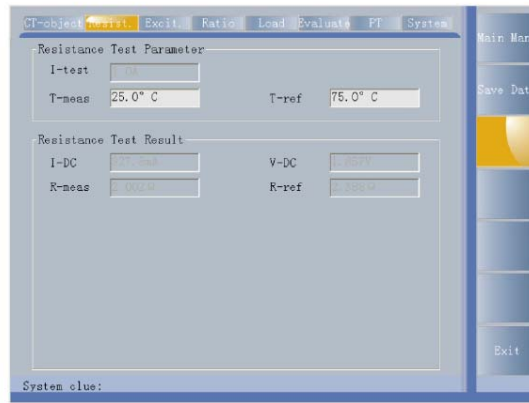 CT-object Resist. Excit. Ratio Load Evaluate PT System
Main Man
Resistance Test Parameter
I-test
T-meas 25.0° C T-ref 75.0° C
Save Dat
Resistance Test Result
I-DC V-DC
R-meas R-ref
Exit
System clue: